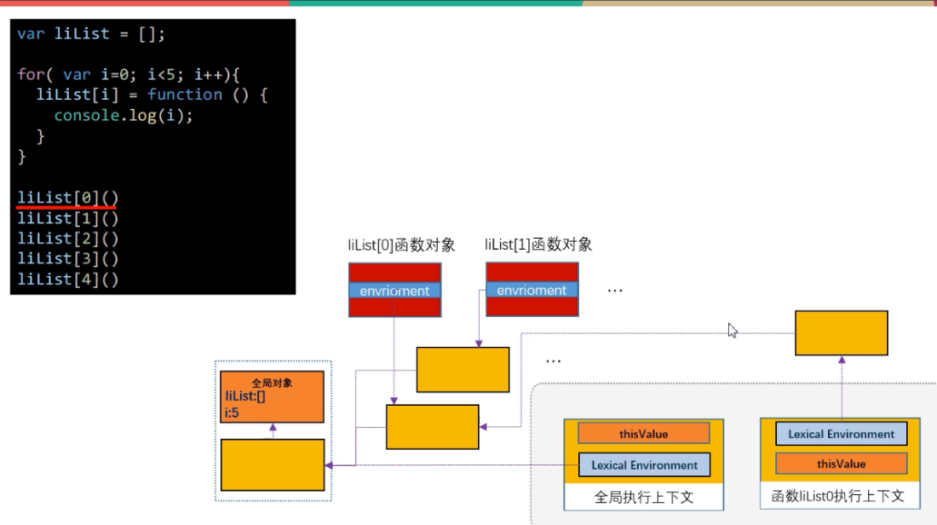 var liList = [];
for( var i=0; i<5; i++){
liList[i] = function () {
console.log(i);
}
}
liList[0]()
liList[1]()
liList[2]()
liList[3]()
liList[4]()
liList[0]函数对象
liList[1]函数对象
envrioment
envrioment
...
...
全局对象
liList:[]
i:5
thisValue
Lexical Environment
全局执行上下文
Lexical Environment
thisValue
函数liList0执行上下文